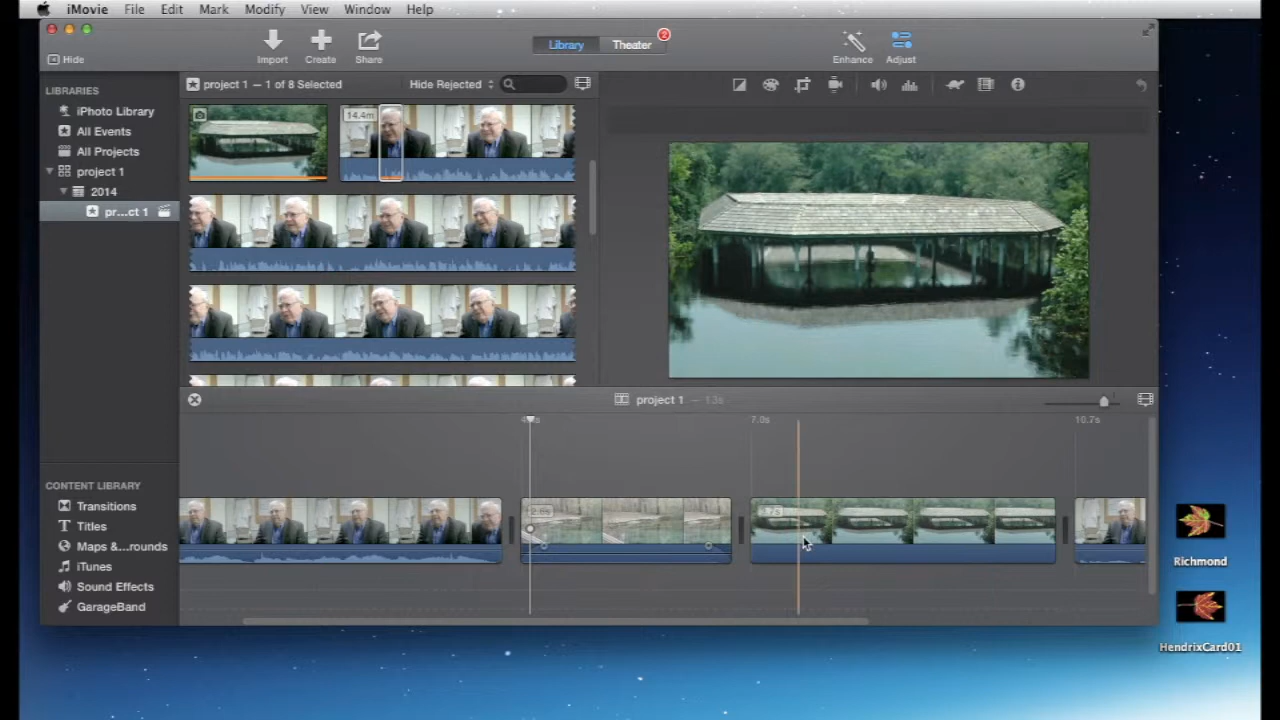 iMovie File Edit Mark Modify View Window Help
Hide
Import Create Share
Library Theater 2
Enhance Adjust
LIBRARIES
iPhoto Library
All Events
All Projects
project 1
2014
pr...ct 1
project 1 — 1 of 8 Selected Hide Rejected
14.4m
project 1 — 13s
7.0s 10.7s
CONTENT LIBRARY
Transitions
Titles
Maps &...rounds
iTunes
Sound Effects
GarageBand
Richmond
HendrixCard01